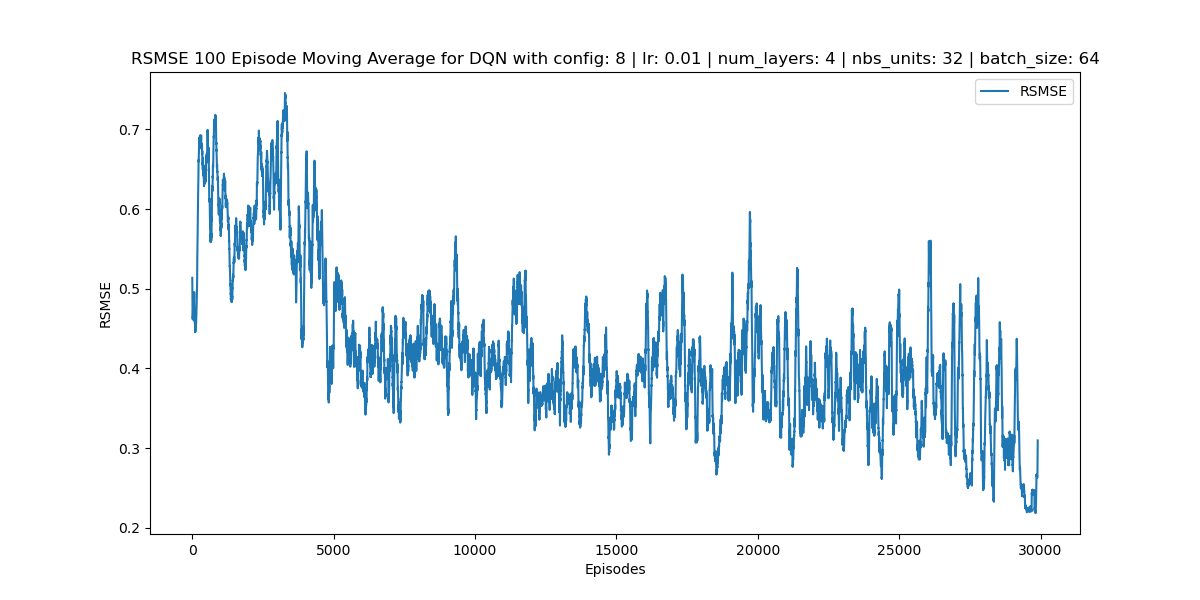 RSMSE 100 Episode Moving Average for DQN with config: 8 | lr: 0.01 | num_layers: 4 | nbs_units: 32 | batch_size: 64
RSMSE
0.7
0.6
0.5
0.4
0.3
0.2
RSMSE
0 5000 10000 15000 20000 25000 30000
Episodes